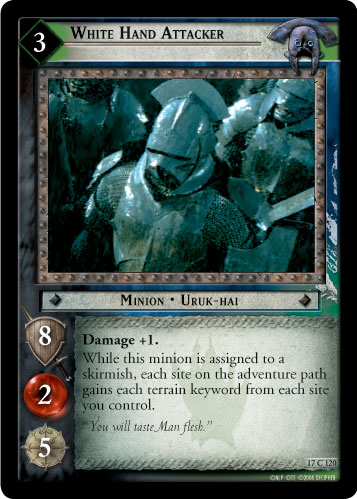 3
White Hand Attacker
Minion • Uruk-hai
8
Damage +1.
While this minion is assigned to a
skirmish, each site on the adventure path
gains each terrain keyword from each site
you control.
2
"You will taste Man flesh."
5
17 C 120